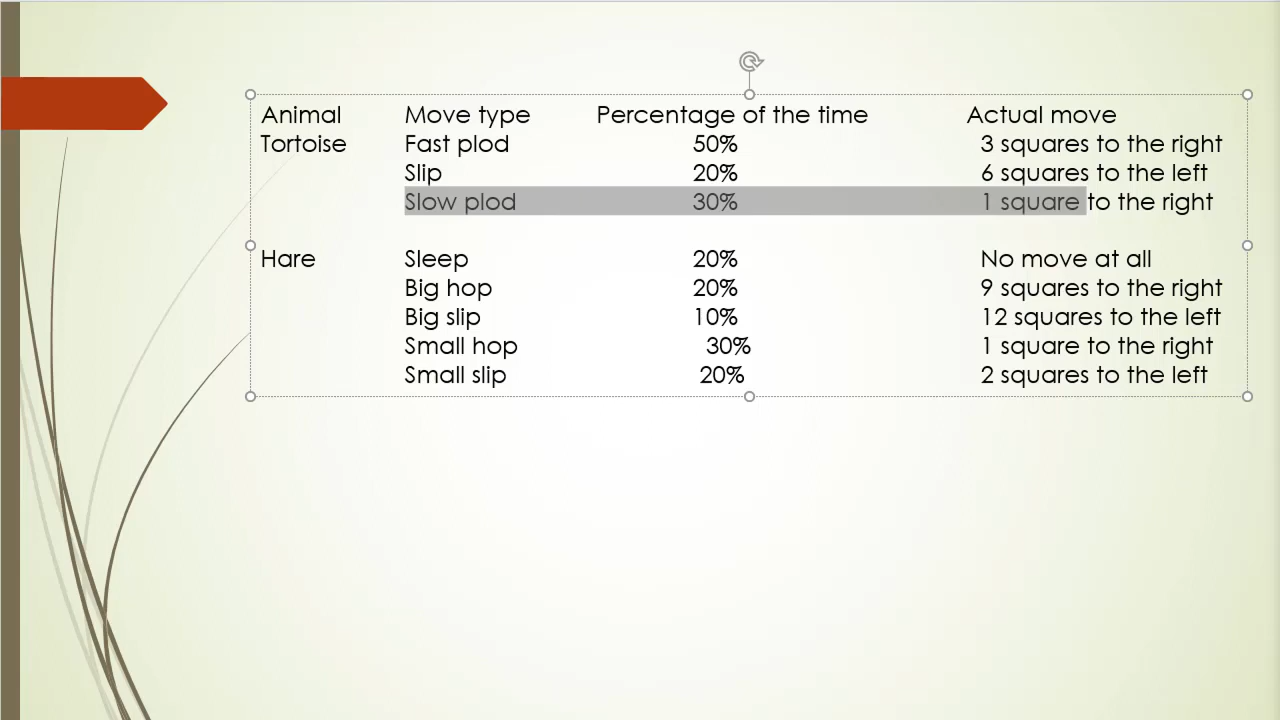 Animal Move type Percentage of the time Actual move
Tortoise Fast plod 50% 3 squares to the right
Slip 20% 6 squares to the left
Slow plod 30% 1 square to the right
Hare Sleep 20% No move at all
Big hop 20% 9 squares to the right
Big slip 10% 12 squares to the left
Small hop 30% 1 square to the right
Small slip 20% 2 squares to the left